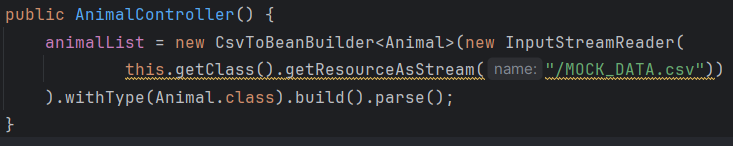 public AnimalController() {
animalList = new CsvToBeanBuilder<Animal>(new InputStreamReader(
this.getClass().getResourceAsStream( name: "/MOCK_DATA.csv"))
).withType(Animal.class).build().parse();
}